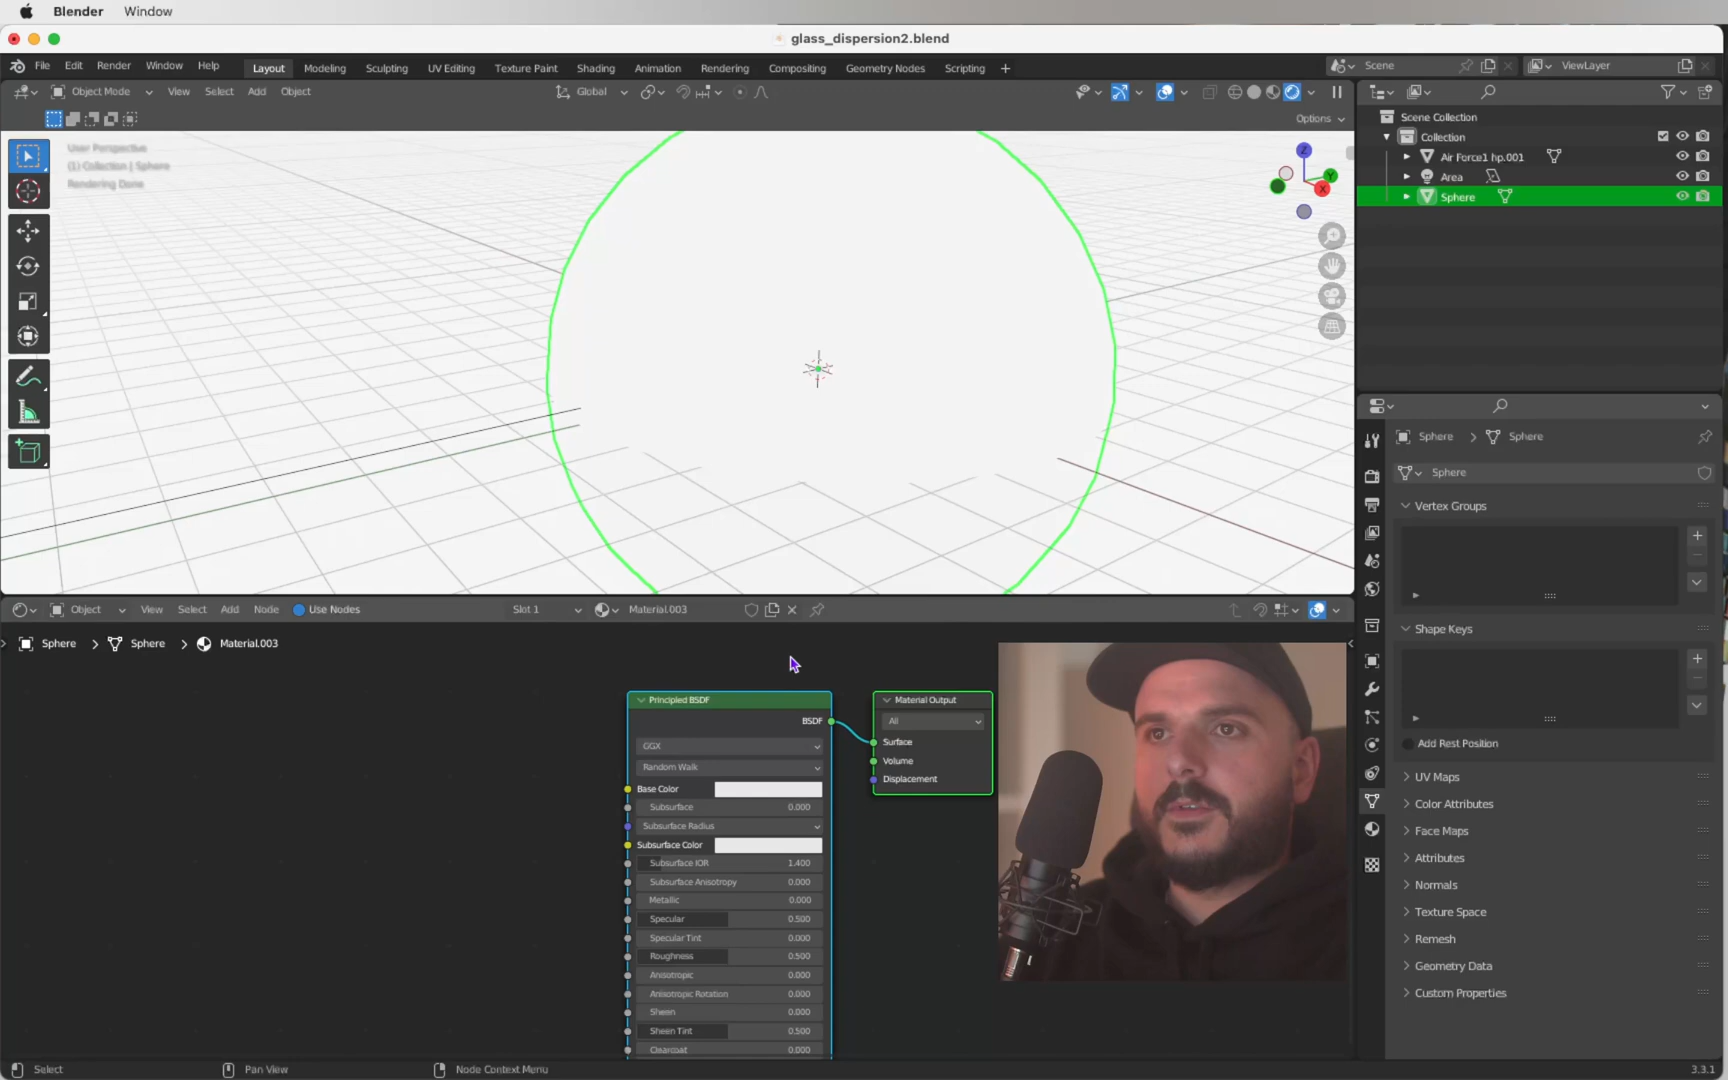 Blender Window
glass_dispersion2.blend
File Edit Render Window Help Layout Modeling Sculpting UV Editing Texture Paint Shading Animation Rendering Compositing Geometry Nodes Scripting + Scene ViewLayer
Object Mode View Select Add Object Global
Options
User Perspective
(1) Collection | Sphere
Rendering Done
Z
Y
X
Scene Collection
Collection
Air Force1 hp.001
Area
Sphere
Sphere > Sphere
Sphere
Vertex Groups
Shape Keys
Add Rest Position
UV Maps
Color Attributes
Face Maps
Attributes
Normals
Texture Space
Remesh
Geometry Data
Custom Properties
Object View Select Add Node Use Nodes Slot 1 Material.003
Sphere > Sphere > Material.003
Principled BSDF
BSDF
GGX
Random Walk
Base Color
Subsurface 0.000
Subsurface Radius
Subsurface Color
Subsurface IOR 1.400
Subsurface Anisotropy 0.000
Metallic 0.000
Specular 0.500
Specular Tint 0.000
Roughness 0.500
Anisotropic 0.000
Anisotropic Rotation 0.000
Sheen 0.000
Sheen Tint 0.500
Clearcoat 0.000
Material Output
All
Surface
Volume
Displacement
Select Pan View Node Context Menu 3.3.1